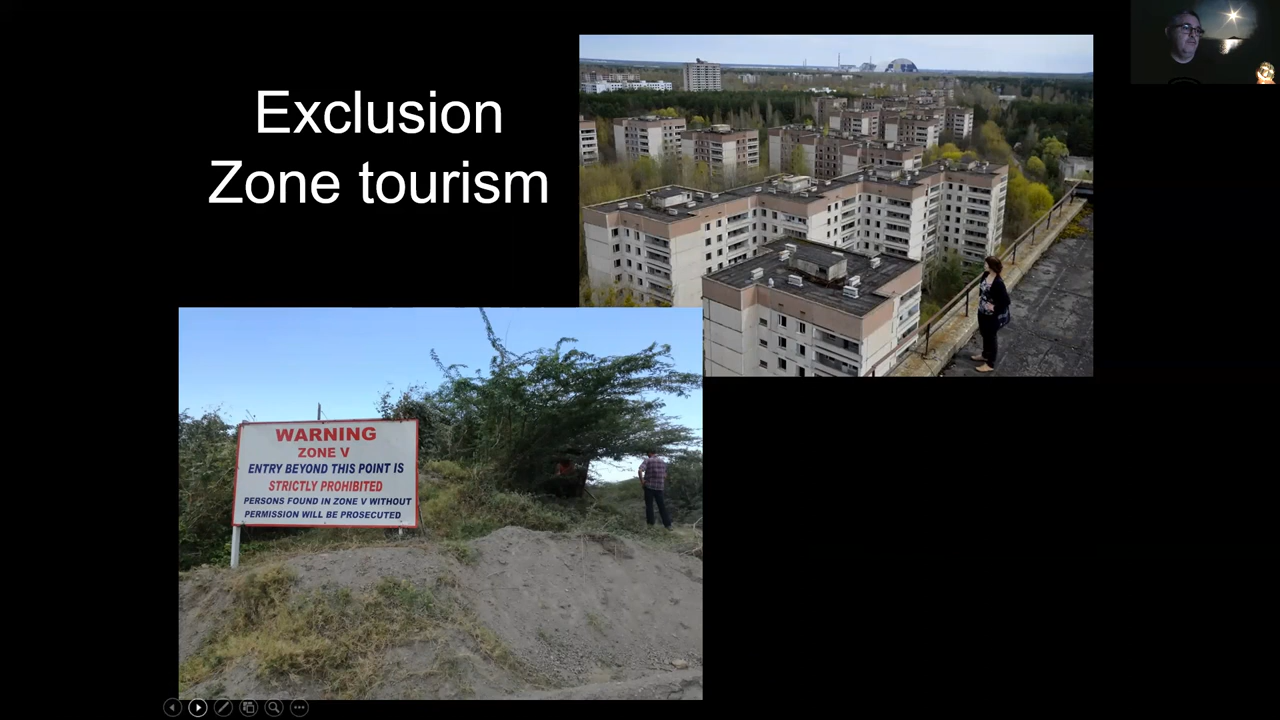 Exclusion
Zone tourism
WARNING
ZONE V
ENTRY BEYOND THIS POINT IS
STRICTLY PROHIBITED
PERSONS FOUND IN ZONE V WITHOUT
PERMISSION WILL BE PROSECUTED